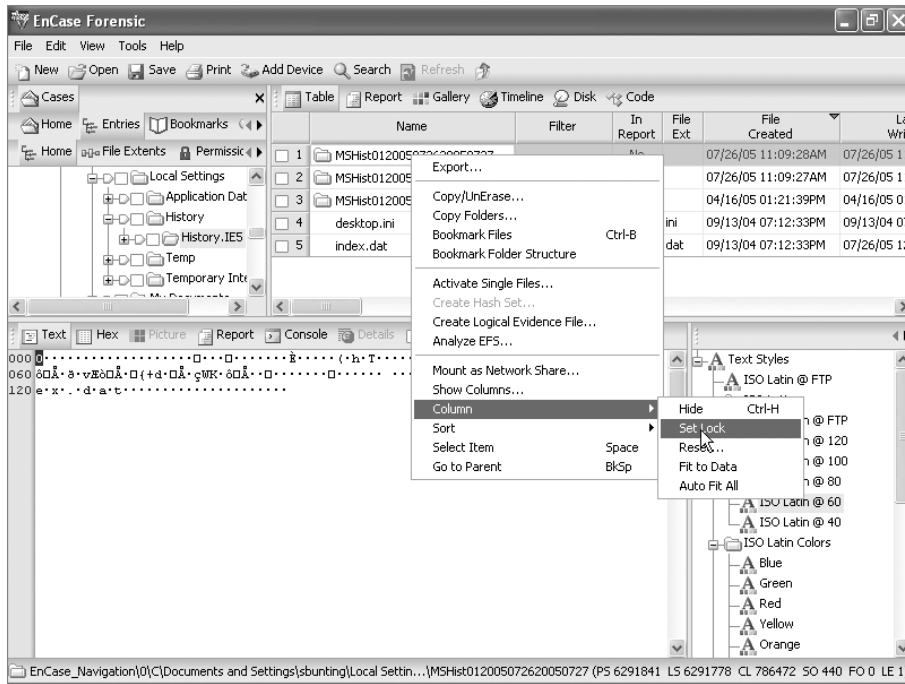 EnCase Forensic
File Edit View Tools Help
New Open Save Print Add Device Search Refresh
Cases
Table Report Gallery Timeline Disk Code
Home Entries Bookmarks
Home File Extents Permissic
Name Filter In Report File Ext File Created
1 MSHist012005072620050727 No 07/26/05 11:09:28AM 07/26/05 1
2 MSHist012005 07/26/05 11:09:27AM 07/26/05 1
3 MSHist012005 04/16/05 01:21:39PM 04/16/05 0
4 desktop.ini ini 09/13/04 07:12:33PM 09/13/04 0
5 index.dat dat 09/13/04 07:12:33PM 07/26/05 1
Local Settings
Application Dat
History
History.IE5
Temp
Temporary Inte
My Documents
Export...
Copy/UnErase...
Copy Folders...
Bookmark Files Ctrl-B
Bookmark Folder Structure
Activate Single Files...
Create Hash Set...
Create Logical Evidence File...
Analyze EFS...
Mount as Network Share...
Show Columns...
Column
Sort
Select Item Space
Go to Parent BkSp
Hide Ctrl-H
Set Lock
Reset...
Fit to Data
Auto Fit All
Text Hex Picture Report Console Details
000
060
120 e·x·.·d·a·t
Text Styles
ISO Latin @ FTP
@ FTP
@ 120
@ 100
@ 80
ISO Latin @ 60
ISO Latin @ 40
ISO Latin Colors
Blue
Green
Red
Yellow
Orange
EnCase_Navigation\0\C\Documents and Settings\sbunting\Local Settin...\MSHist012005072620050727 (PS 6291841 LS 6291778 CL 786472 SO 440 FO 0 LE 1